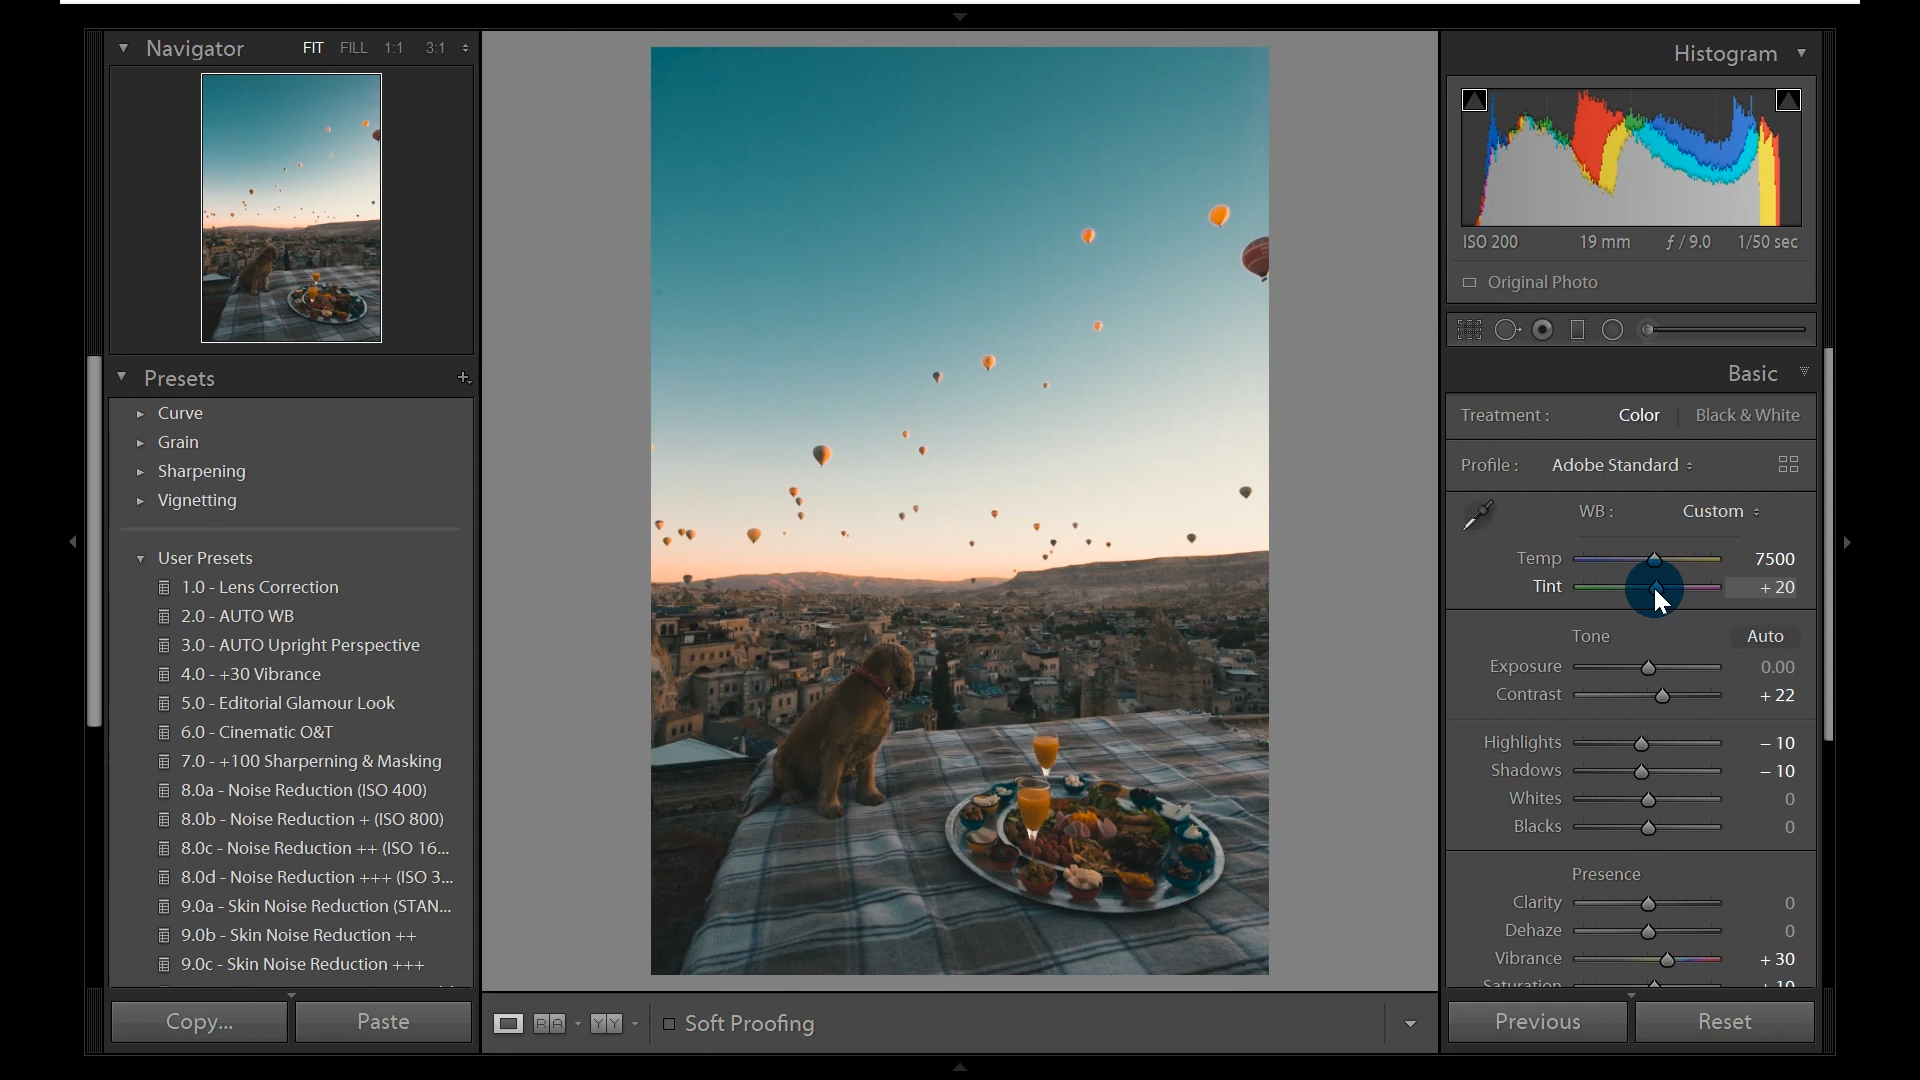 Navigator FIT FILL 1:1 3:1
Presets
Curve
Grain
Sharpening
Vignetting
User Presets
1.0 - Lens Correction
2.0 - AUTO WB
3.0 - AUTO Upright Perspective
4.0 - +30 Vibrance
5.0 - Editorial Glamour Look
6.0 - Cinematic O&T
7.0 - +100 Sharperning & Masking
8.0a - Noise Reduction (ISO 400)
8.0b - Noise Reduction + (ISO 800)
8.0c - Noise Reduction ++ (ISO 16...
8.0d - Noise Reduction +++ (ISO 3...
9.0a - Skin Noise Reduction (STAN...
9.0b - Skin Noise Reduction ++
9.0c - Skin Noise Reduction +++
Copy... Paste
RA YY Soft Proofing
Histogram
ISO 200 19 mm ƒ / 9.0 1/50 sec
Original Photo
Basic
Treatment : Color Black & White
Profile : Adobe Standard
WB : Custom
Temp 7500
Tint + 20
Tone Auto
Exposure 0.00
Contrast + 22
Highlights – 10
Shadows – 10
Whites 0
Blacks 0
Presence
Clarity 0
Dehaze 0
Vibrance + 30
Saturation + 10
Previous Reset